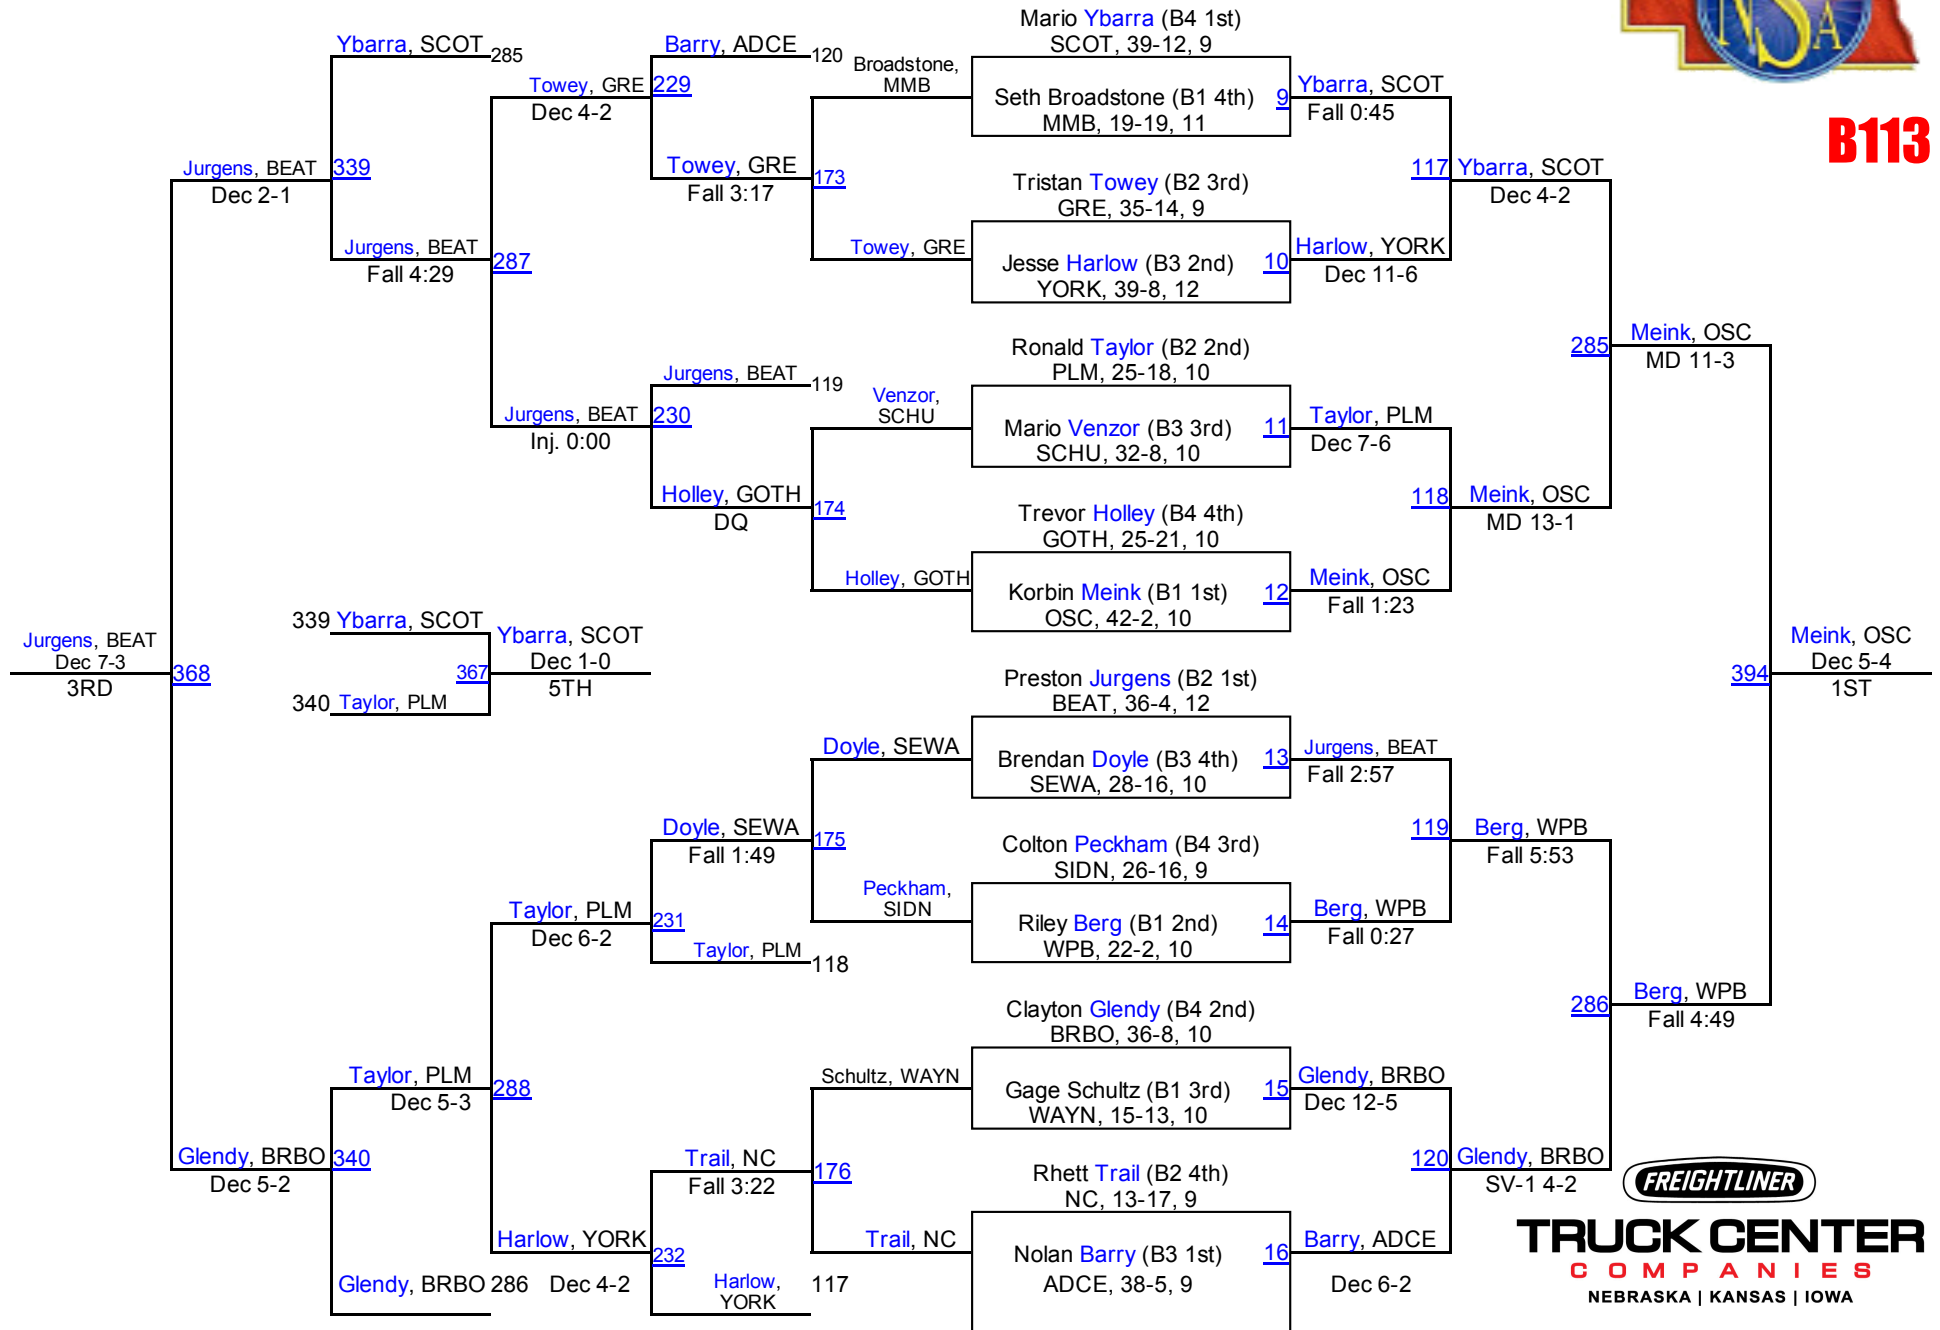 Mario Ybarra (B4 1st)
SCOT, 39-12, 9
NSA
B113
Ybarra, SCOT
285
Barry, ADCE
120
Broadstone,
MMB
Towey, GRE
229
Dec 4-2
Seth Broadstone (B1 4th)
MMB, 19-19, 11
9
Ybarra, SCOT
Fall 0:45
Jurgens, BEAT
339
Dec 2-1
Towey, GRE
173
Fall 3:17
Tristan Towey (B2 3rd)
GRE, 35-14, 9
117
Ybarra, SCOT
Dec 4-2
Jurgens, BEAT
287
Fall 4:29
Towey, GRE
Jesse Harlow (B3 2nd)
YORK, 39-8, 12
10
Harlow, YORK
Dec 11-6
Ronald Taylor (B2 2nd)
PLM, 25-18, 10
285
Meink, OSC
MD 11-3
Jurgens, BEAT
119
Venzor,
SCHU
Jurgens, BEAT
230
Inj. 0:00
Mario Venzor (B3 3rd)
SCHU, 32-8, 10
11
Taylor, PLM
Dec 7-6
Holley, GOTH
174
DQ
Trevor Holley (B4 4th)
GOTH, 25-21, 10
118
Meink, OSC
MD 13-1
Holley, GOTH
Korbin Meink (B1 1st)
OSC, 42-2, 10
12
Meink, OSC
Fall 1:23
339 Ybarra, SCOT
Jurgens, BEAT
Dec 7-3
3RD
368
367
Ybarra, SCOT
Dec 1-0
5TH
340 Taylor, PLM
Preston Jurgens (B2 1st)
BEAT, 36-4, 12
394
Meink, OSC
Dec 5-4
1ST
Doyle, SEWA
Brendan Doyle (B3 4th)
SEWA, 28-16, 10
13
Jurgens, BEAT
Fall 2:57
Doyle, SEWA
175
Fall 1:49
Colton Peckham (B4 3rd)
SIDN, 26-16, 9
119
Berg, WPB
Fall 5:53
Peckham,
SIDN
Taylor, PLM
231
Dec 6-2
Riley Berg (B1 2nd)
WPB, 22-2, 10
14
Berg, WPB
Fall 0:27
Taylor, PLM
118
Clayton Glendy (B4 2nd)
BRBO, 36-8, 10
286
Berg, WPB
Fall 4:49
Taylor, PLM
288
Dec 5-3
Schultz, WAYN
Gage Schultz (B1 3rd)
WAYN, 15-13, 10
15
Glendy, BRBO
Dec 12-5
Glendy, BRBO
340
Dec 5-2
Trail, NC
176
Fall 3:22
Rhett Trail (B2 4th)
NC, 13-17, 9
120
Glendy, BRBO
SV-1 4-2
Harlow, YORK
232
Dec 4-2
Trail, NC
Nolan Barry (B3 1st)
ADCE, 38-5, 9
16
Barry, ADCE
Dec 6-2
Glendy, BRBO 286
Harlow,
YORK
117
FREIGHTLINER
TRUCK CENTER
COMPANIES
NEBRASKA | KANSAS | IOWA